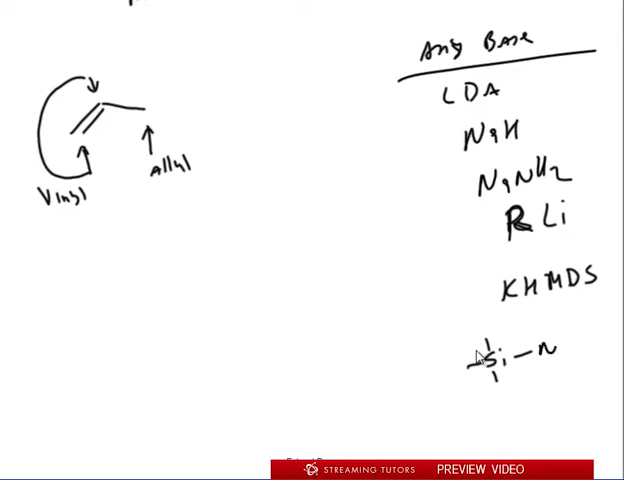 Any Base
LDA
NaH
NaNH2
RLi
KHMDS
Si-N
Vinyl
Allyl
STREAMING TUTORS PREVIEW VIDEO